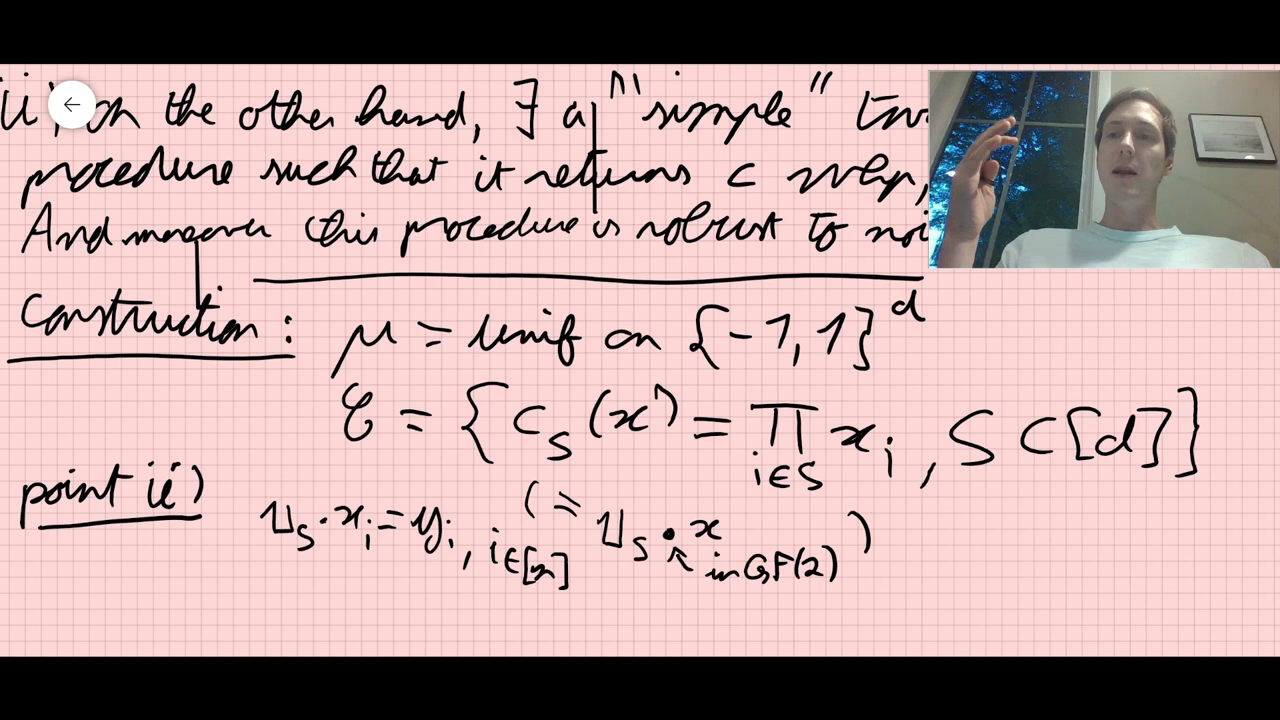 ii) on the other hand, ∃ a "simple"
procedure such that it returns c whp,
And moreover this procedure is robust to
Construction: μ = unif on {-1,1}^d
C = { c_S(x) = ∏_{i∈S} x_i, S ⊂ [d] }
point ii) 𝟙_S · x_i = y_i, i∈[n] (= 𝟙_S · x )
in GF(2)